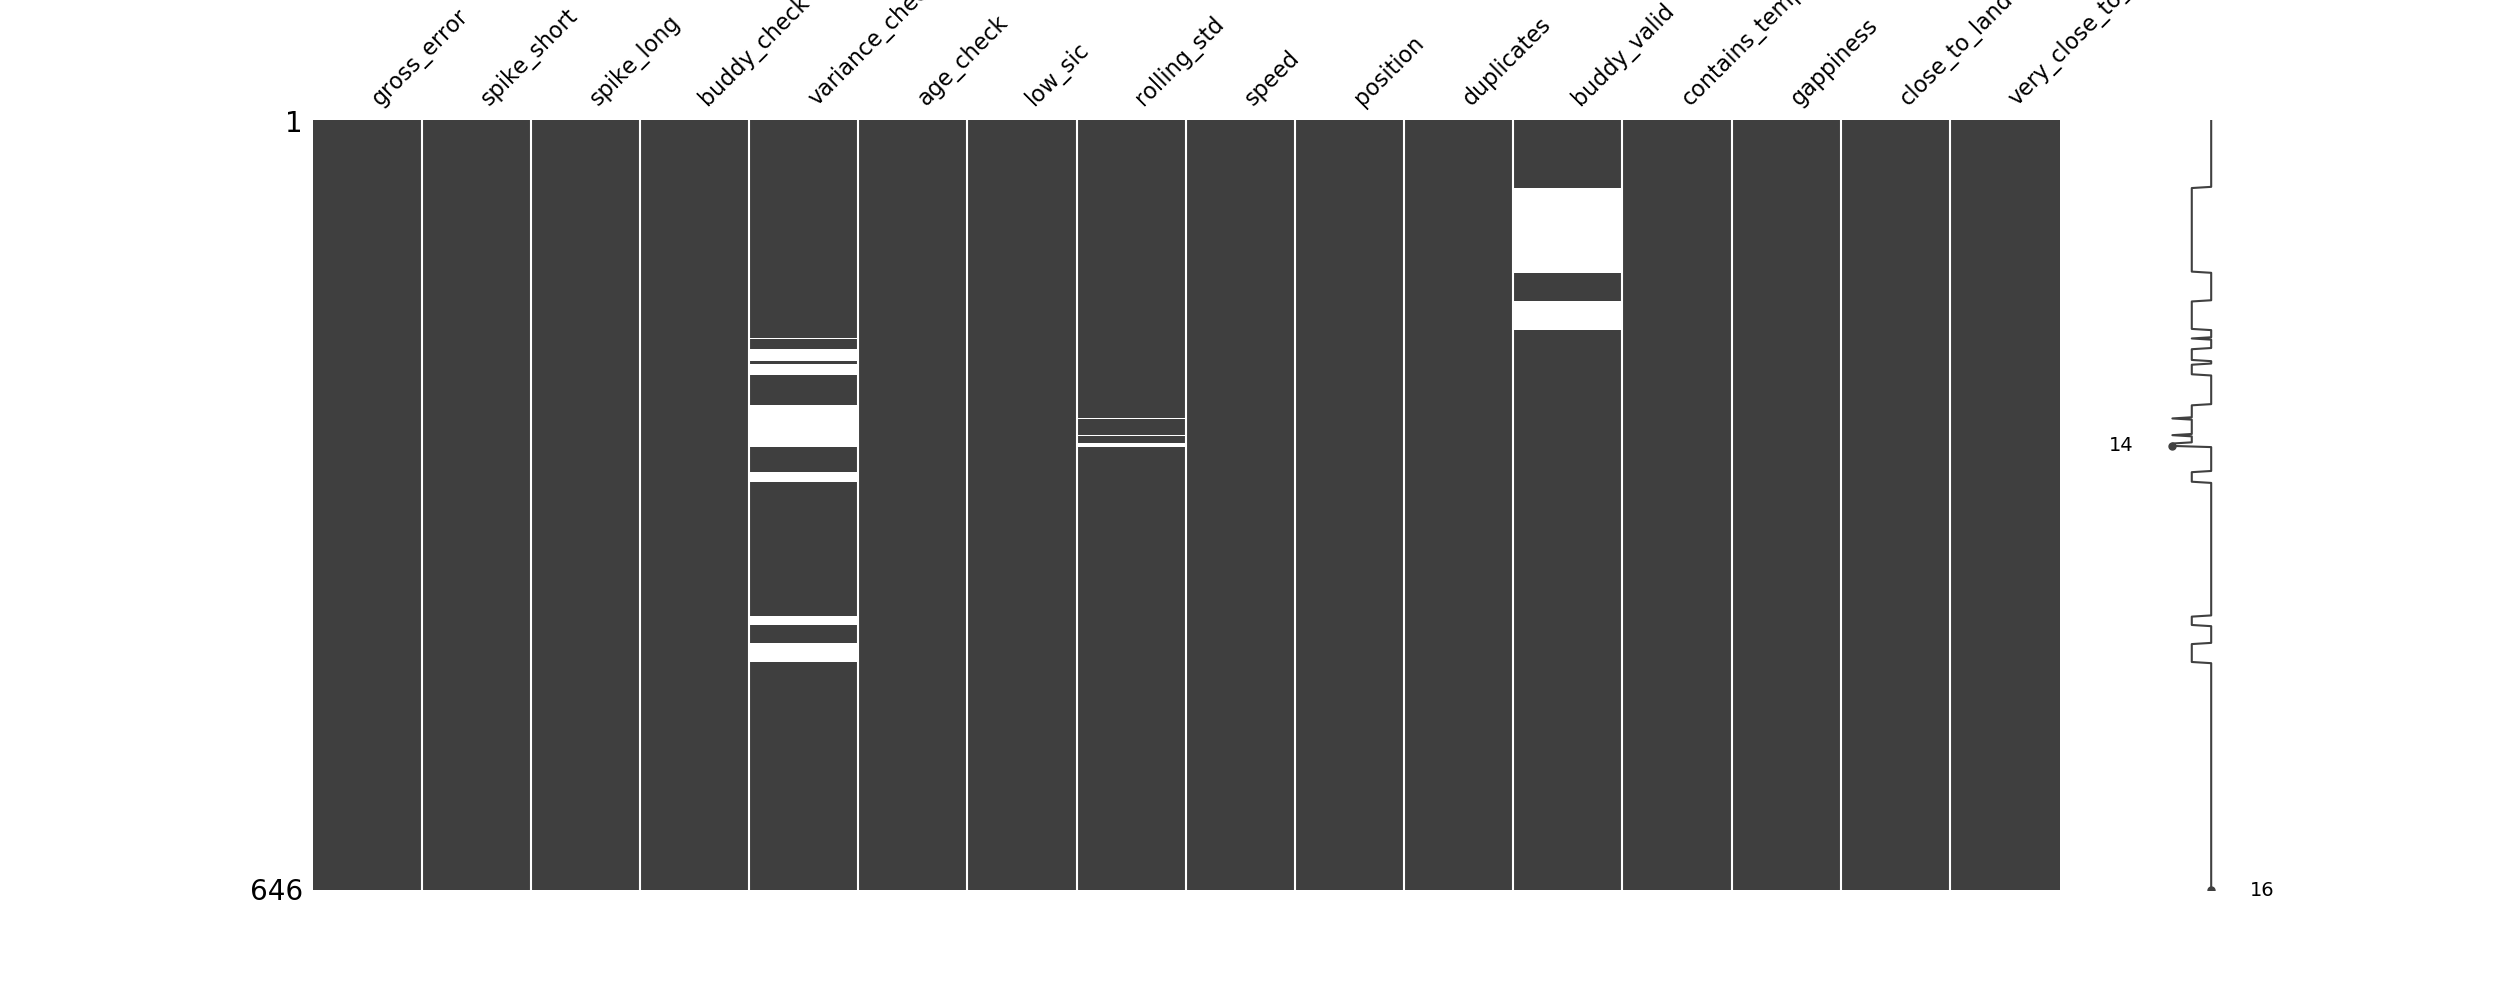 gross_error
spike_short
spike_long
buddy_check
age_check
low_sic
rolling_std
speed
position
duplicates
buddy_valid
gappiness
close_to_land
1
14
646
16